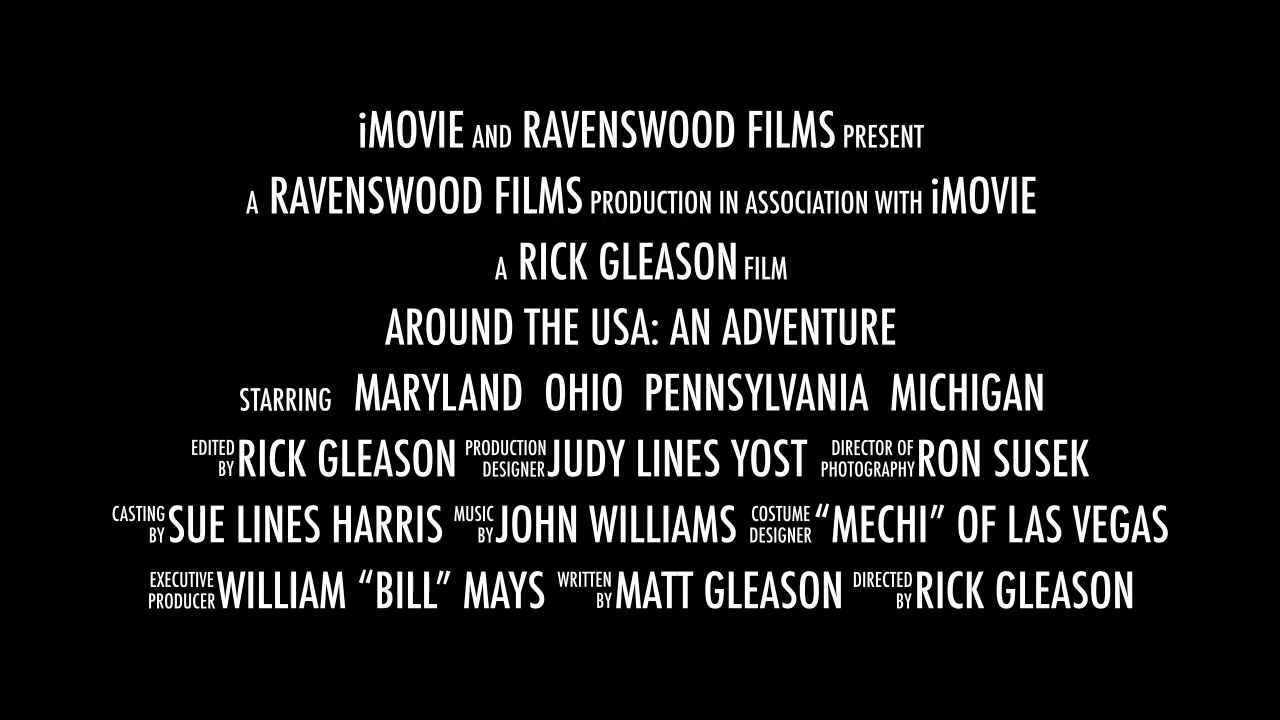 iMOVIE AND RAVENSWOOD FILMS PRESENT
A RAVENSWOOD FILMS PRODUCTION IN ASSOCIATION WITH iMOVIE
A RICK GLEASON FILM
AROUND THE USA: AN ADVENTURE
STARRING MARYLAND OHIO PENNSYLVANIA MICHIGAN
EDITED BY RICK GLEASON PRODUCTION DESIGNER JUDY LINES YOST DIRECTOR OF PHOTOGRAPHY RON SUSEK
CASTING BY SUE LINES HARRIS MUSIC BY JOHN WILLIAMS COSTUME DESIGNER “MECHI” OF LAS VEGAS
EXECUTIVE PRODUCER WILLIAM “BILL” MAYS WRITTEN BY MATT GLEASON DIRECTED BY RICK GLEASON